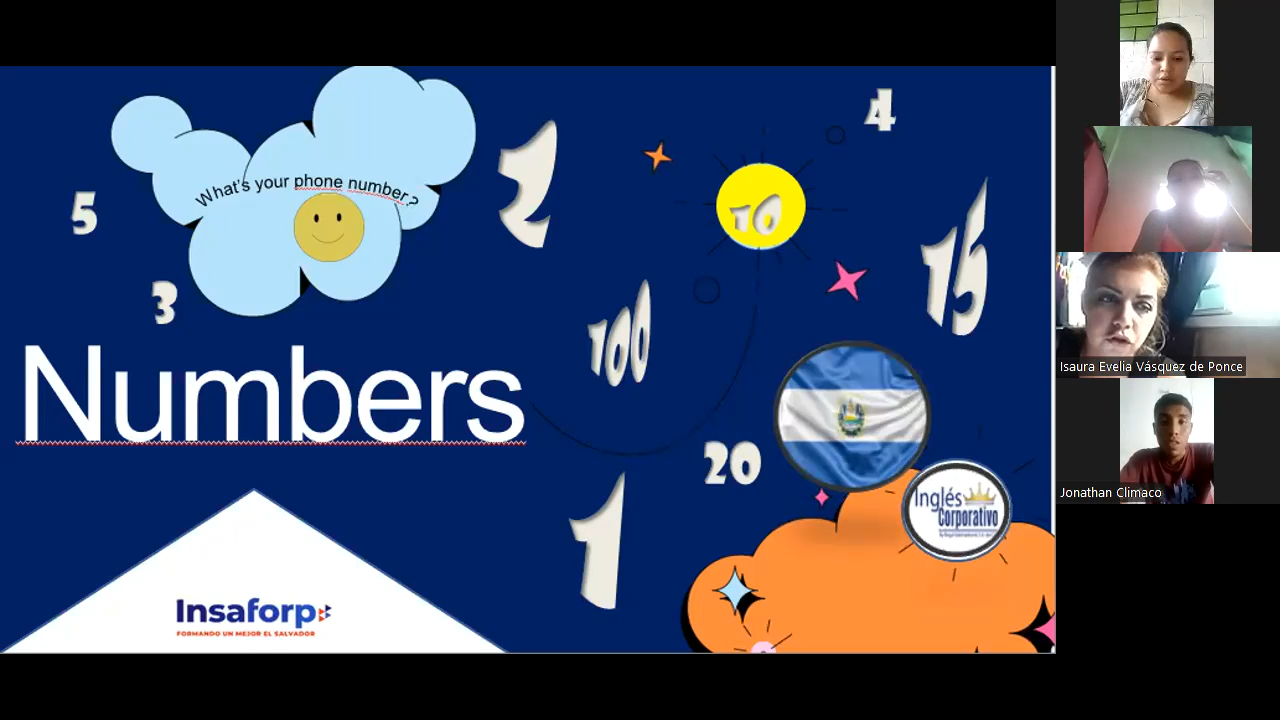 What's your phone number?
4
5
2
10
15
3
100
Numbers
20
1
Inglés
Corporativo
Insaforp
FORMANDO UN MEJOR EL SALVADOR
Isaura Evelia Vásquez de Ponce
Jonathan Climaco